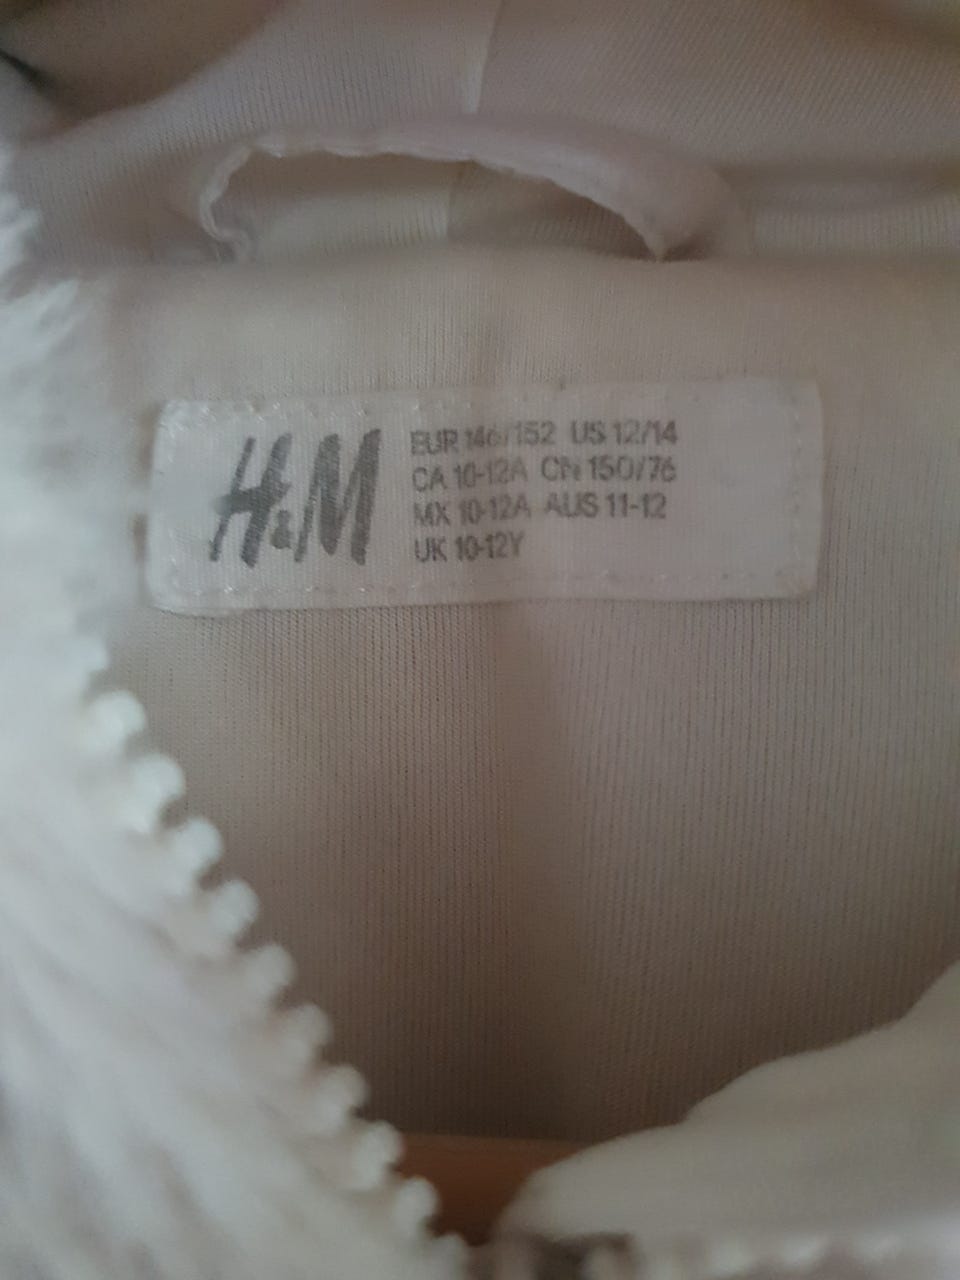 H&M
EUR 146/152 US 12/14
CA 10-12A CN 150/76
MX 10-12A AUS 11-12
UK 10-12Y